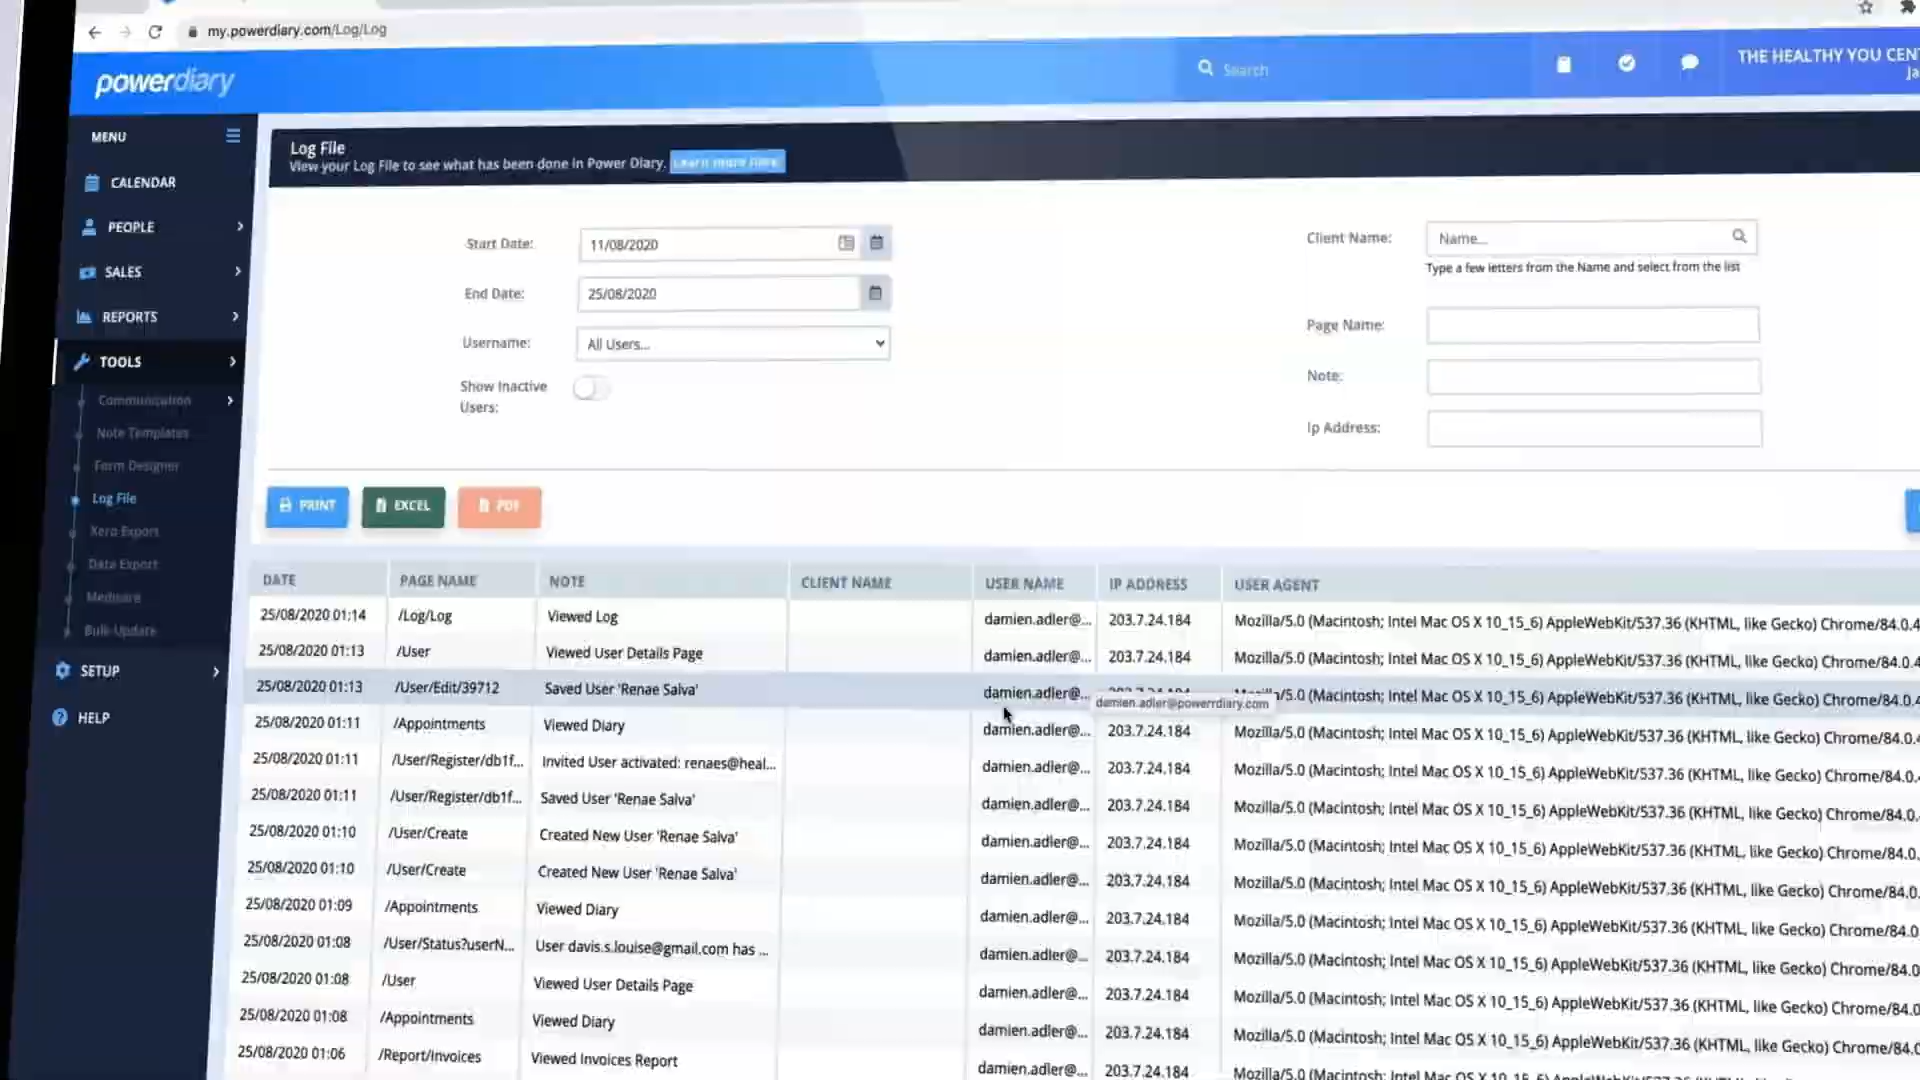 my.powerdiary.com/Log/Log
powerdiary
Search
THE HEALTHY YOU CEN
Ja
MENU
CALENDAR
PEOPLE
SALES
REPORTS
TOOLS
Communication
Note Templates
Form Designer
Log File
Xero Export
Data Export
Medicare
Bulk Update
SETUP
HELP
Log File
View your Log File to see what has been done in Power Diary. Learn more here.
Start Date: 11/08/2020
End Date: 25/08/2020
Username: All Users...
Show Inactive
Users:
Client Name: Name...
Type a few letters from the Name and select from the list
Page Name:
Note:
Ip Address:
PRINT EXCEL PDF
DATE PAGE NAME NOTE CLIENT NAME USER NAME IP ADDRESS USER AGENT
25/08/2020 01:14 /Log/Log Viewed Log damien.adler@... 203.7.24.184 Mozilla/5.0 (Macintosh; Intel Mac OS X 10_15_6) AppleWebKit/537.36 (KHTML, like Gecko) Chrome/84.0.4
25/08/2020 01:13 /User Viewed User Details Page damien.adler@... 203.7.24.184 Mozilla/5.0 (Macintosh; Intel Mac OS X 10_15_6) AppleWebKit/537.36 (KHTML, like Gecko) Chrome/84.0.4
25/08/2020 01:13 /User/Edit/39712 Saved User 'Renae Salva' damien.adler@... 203.7.24.184 Mozilla/5.0 (Macintosh; Intel Mac OS X 10_15_6) AppleWebKit/537.36 (KHTML, like Gecko) Chrome/84.0.4
damien.adler@powerrdiary.com
25/08/2020 01:11 /Appointments Viewed Diary damien.adler@... 203.7.24.184 Mozilla/5.0 (Macintosh; Intel Mac OS X 10_15_6) AppleWebKit/537.36 (KHTML, like Gecko) Chrome/84.0.4
25/08/2020 01:11 /User/Register/db1f... Invited User activated: renaes@heal... damien.adler@... 203.7.24.184 Mozilla/5.0 (Macintosh; Intel Mac OS X 10_15_6) AppleWebKit/537.36 (KHTML, like Gecko) Chrome/84.0.4
25/08/2020 01:11 /User/Register/db1f... Saved User 'Renae Salva' damien.adler@... 203.7.24.184 Mozilla/5.0 (Macintosh; Intel Mac OS X 10_15_6) AppleWebKit/537.36 (KHTML, like Gecko) Chrome/84.0.
25/08/2020 01:10 /User/Create Created New User 'Renae Salva' damien.adler@... 203.7.24.184 Mozilla/5.0 (Macintosh; Intel Mac OS X 10_15_6) AppleWebKit/537.36 (KHTML, like Gecko) Chrome/84.0.
25/08/2020 01:10 /User/Create Created New User 'Renae Salva' damien.adler@... 203.7.24.184 Mozilla/5.0 (Macintosh; Intel Mac OS X 10_15_6) AppleWebKit/537.36 (KHTML, like Gecko) Chrome/84.0.
25/08/2020 01:09 /Appointments Viewed Diary damien.adler@... 203.7.24.184 Mozilla/5.0 (Macintosh; Intel Mac OS X 10_15_6) AppleWebKit/537.36 (KHTML, like Gecko) Chrome/84.0.
25/08/2020 01:08 /User/Status?userN... User davis.s.louise@gmail.com has ... damien.adler@... 203.7.24.184 Mozilla/5.0 (Macintosh; Intel Mac OS X 10_15_6) AppleWebKit/537.36 (KHTML, like Gecko) Chrome/84.0
25/08/2020 01:08 /User Viewed User Details Page damien.adler@... 203.7.24.184 Mozilla/5.0 (Macintosh; Intel Mac OS X 10_15_6) AppleWebKit/537.36 (KHTML, like Gecko) Chrome/84.0
25/08/2020 01:08 /Appointments Viewed Diary damien.adler@... 203.7.24.184 Mozilla/5.0 (Macintosh; Intel Mac OS X 10_15_6) AppleWebKit/537.36 (KHTML, like Gecko) Chrome/84.0
25/08/2020 01:06 /Report/Invoices Viewed Invoices Report damien.adler@... 203.7.24.184